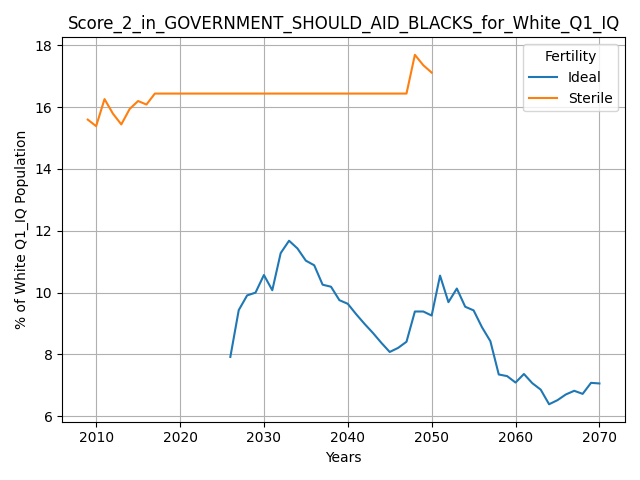 Score_2_in_GOVERNMENT_SHOULD_AID_BLACKS_for_White_Q1_IQ
18
16
14
12
10
8
6
% of White Q1_IQ Population
Fertility
Ideal
Sterile
2010 2020 2030 2040 2050 2060 2070
Years